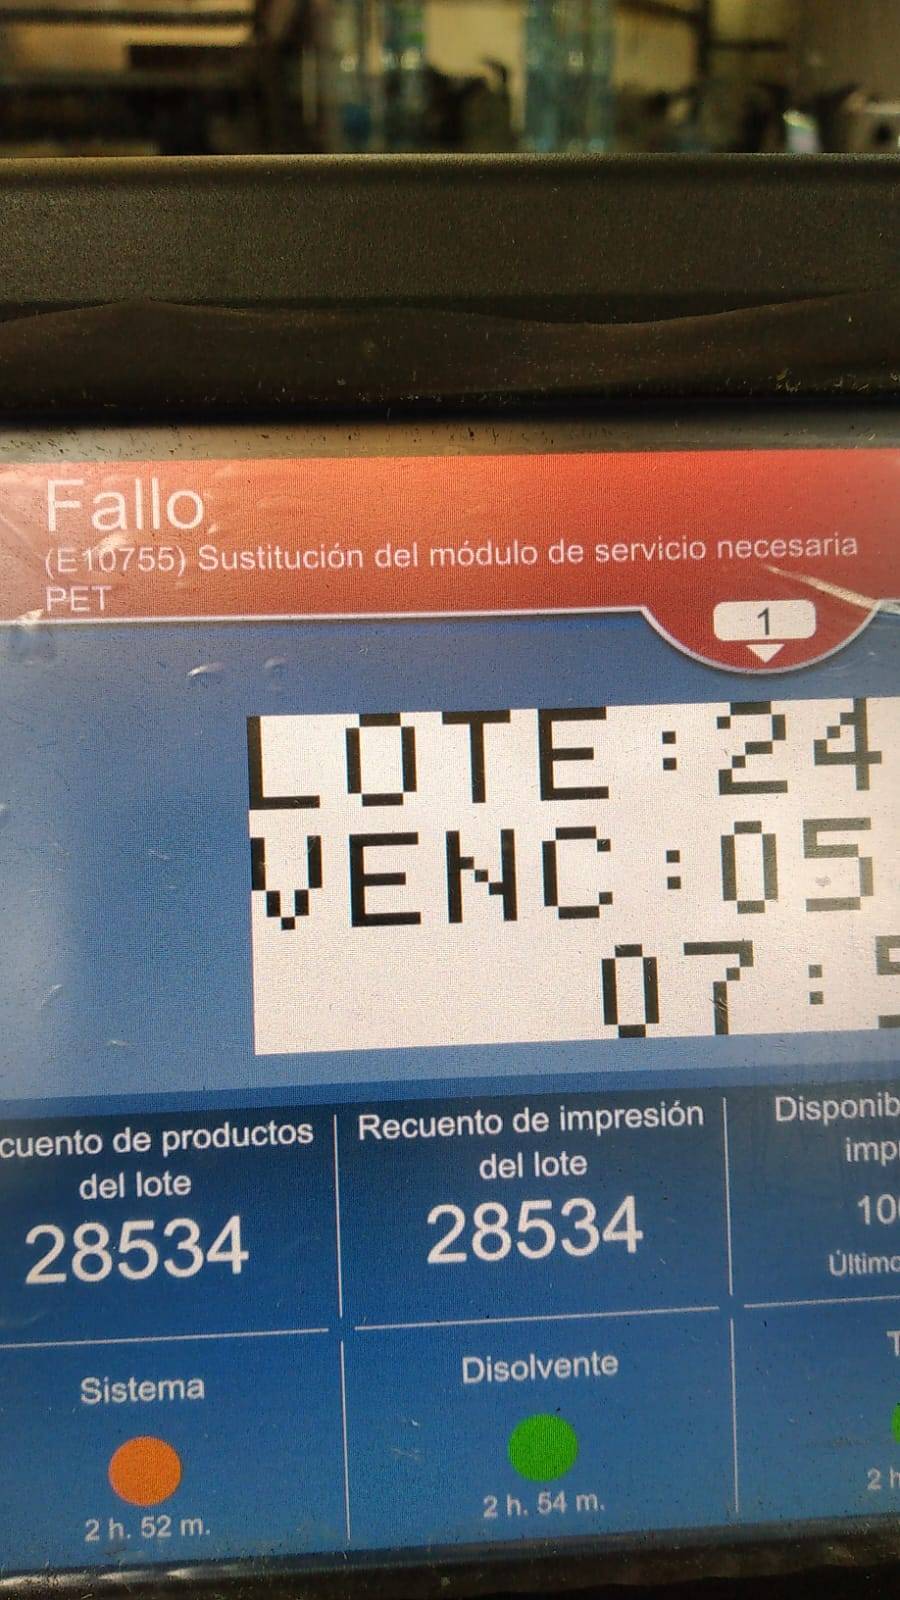 Fallo
(E10755) Sustitución del módulo de servicio necesaria
PET
1
LOTE:24
VENC:05
07:
cuento de productos
del lote
28534
Recuento de impresión
del lote
28534
Disponib
imp
10
Último
Sistema
2 h. 52 m.
Disolvente
2 h. 54 m.
T
2 h